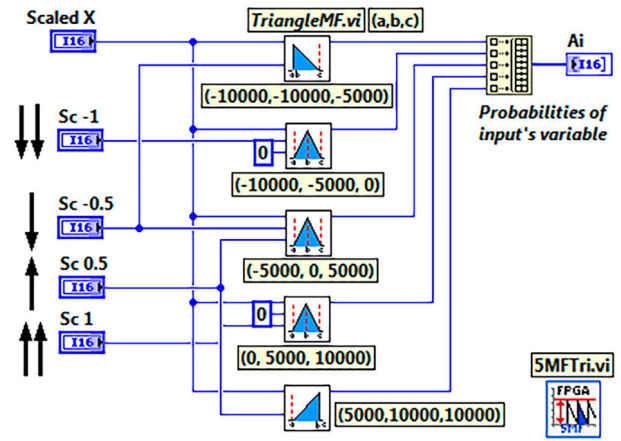 Scaled X
I16
TriangleMF.vi
(a,b,c)
a b c
(-10000,-10000,-5000)
Ai
I16]
Probabilities of
input's variable
Sc -1
I16
0
a b c
(-10000, -5000, 0)
Sc -0.5
I16
a b c
(-5000, 0, 5000)
Sc 0.5
I16
0
a b c
Sc 1
I16
(0, 5000, 10000)
a b c
(5000,10000,10000)
5MFTri.vi
FPGA
5MF